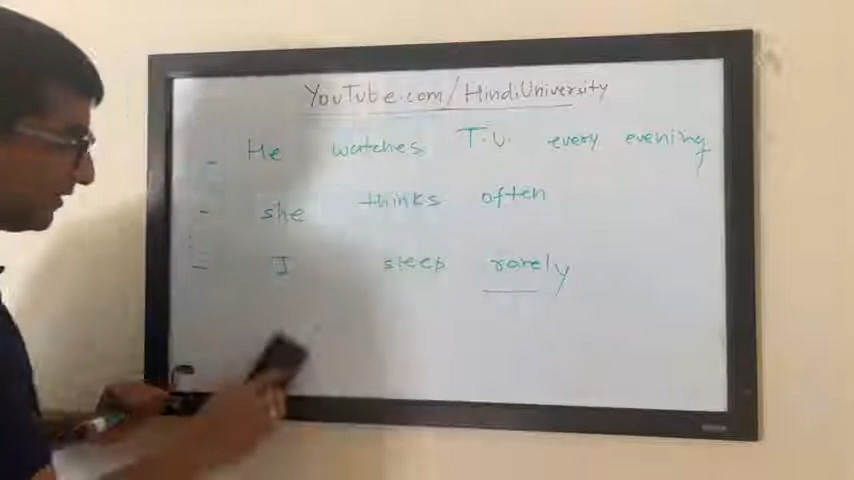 YouTube.com/HindiUniversity
- He watches T.V. every evening
- she thinks often
- I sleep rarely